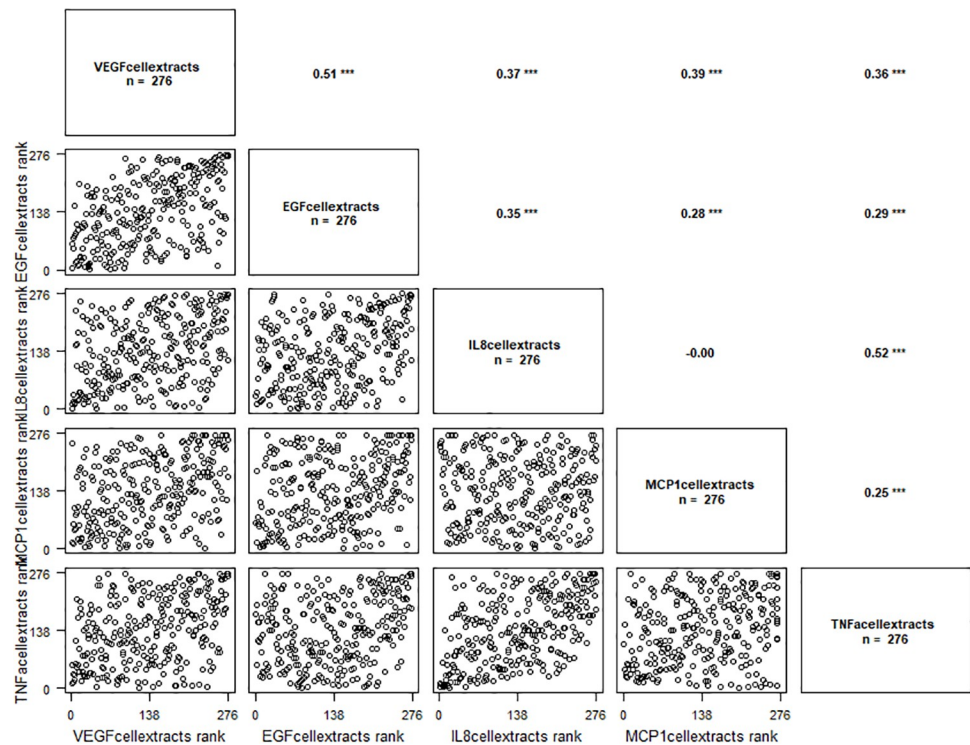 VEGFcellextracts
n = 276
0.51 ***
0.37 ***
0.39 ***
0.36 ***
EGFcellextracts rank
276
138
0
EGFcellextracts
n = 276
0.35 ***
0.28 ***
0.29 ***
IL8cellextracts rank
276
138
0
IL8cellextracts
n = 276
-0.00
0.52 ***
MCP1cellextracts rank
276
138
0
MCP1cellextracts
n = 276
0.25 ***
TNFacellextracts rank
276
138
0
TNFacellextracts
n = 276
0 138 276
0 138 276
0 138 276
0 138 276
VEGFcellextracts rank
EGFcellextracts rank
IL8cellextracts rank
MCP1cellextracts rank